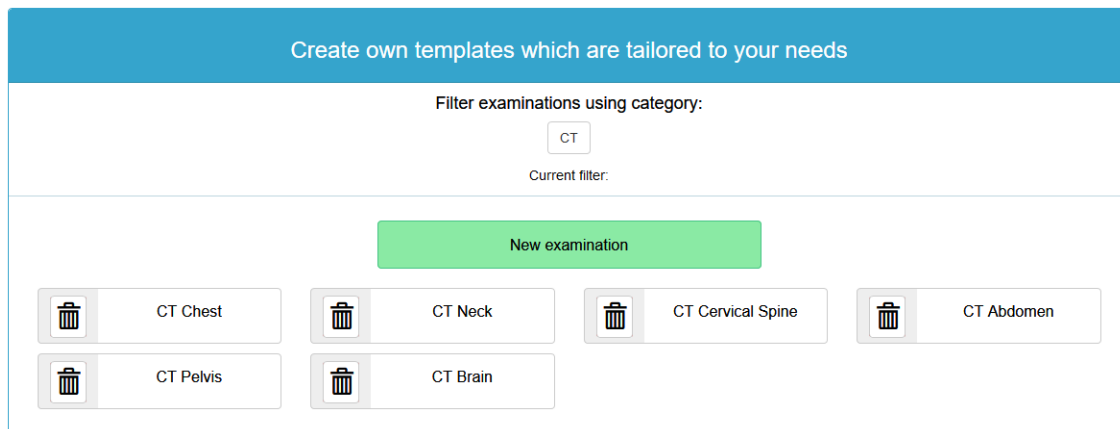 Create own templates which are tailored to your needs
Filter examinations using category:
CT
Current filter:
New examination
CT Chest
CT Neck
CT Cervical Spine
CT Abdomen
CT Pelvis
CT Brain